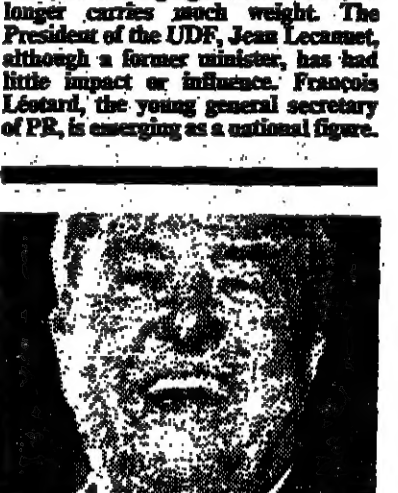 longer carries much weight. The
President of the UDF, Jean Lecanuet,
although a former minister, has had
little impact or influence. François
Léotard, the young general secretary
of PR, is emerging as a national figure.